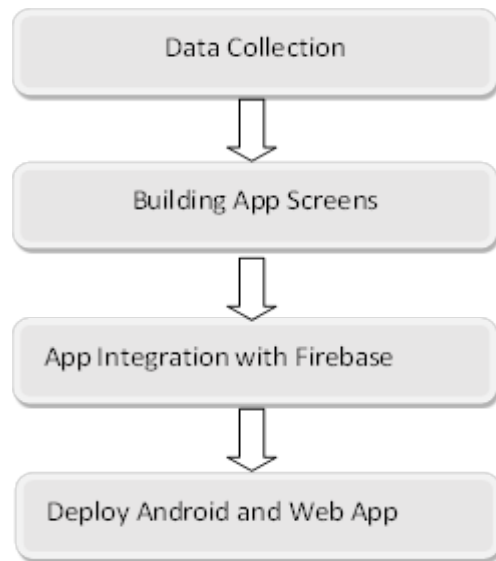 Data Collection
Building App Screens
App Integration with Firebase
Deploy Android and Web App